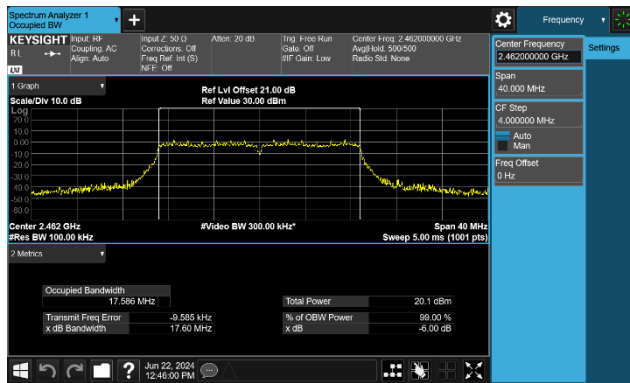 Spectrum Analyzer 1
Occupied BW
Frequency
KEYSIGHT Input: RF Input Z: 50 Ω Atten: 20 dB Trig: Free Run Center Freq: 2.462000000 GHz
RL Coupling: AC Corrections: Off Gate: Off Avg|Hold: 500/500
Align: Auto Freq Ref: Int (S) #IF Gain: Low Radio Std: None
LXI NFE: Off
Center Frequency
2.462000000 GHz
Settings
Span
40.000 MHz
CF Step
4.000000 MHz
Auto
Man
Freq Offset
0 Hz
1 Graph
Ref Lvl Offset 21.00 dB
Scale/Div 10.0 dB Ref Value 30.00 dBm
Log
20.0
10.0
0.00
-10.0
-20.0
-30.0
-40.0
-50.0
-60.0
Center 2.462 GHz #Video BW 300.00 kHz* Span 40 MHz
#Res BW 100.00 kHz Sweep 5.00 ms (1001 pts)
2 Metrics
Occupied Bandwidth
17.586 MHz Total Power 20.1 dBm
Transmit Freq Error -9.585 kHz % of OBW Power 99.00 %
x dB Bandwidth 17.60 MHz x dB -6.00 dB
?
Jun 22, 2024
12:46:00 PM